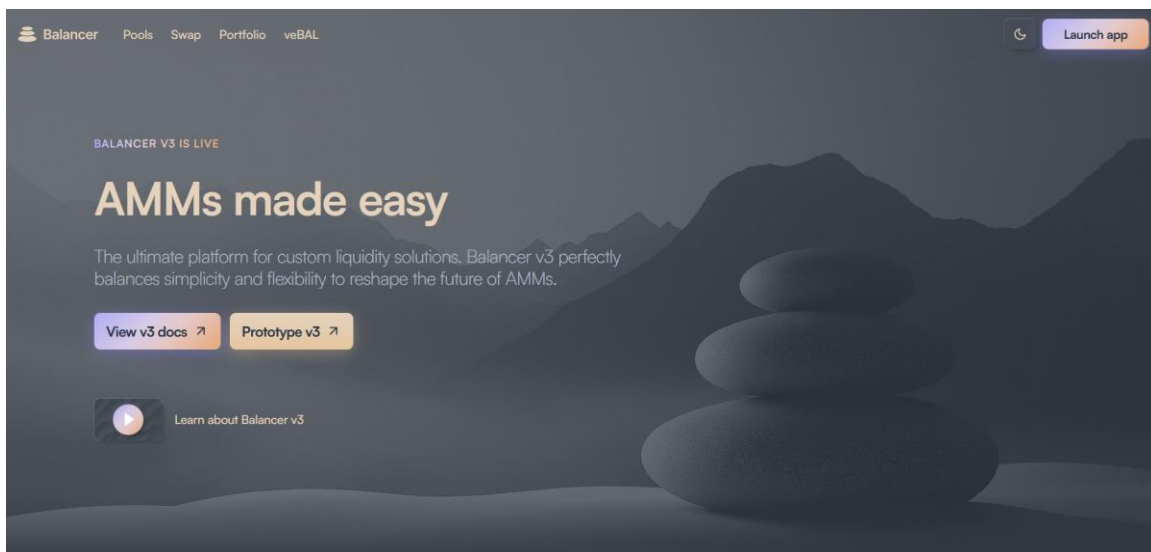 Balancer Pools Swap Portfolio veBAL Launch app
BALANCER V3 IS LIVE
AMMs made easy
The ultimate platform for custom liquidity solutions. Balancer v3 perfectly
balances simplicity and flexibility to reshape the future of AMMs.
View v3 docs Prototype v3
Learn about Balancer v3